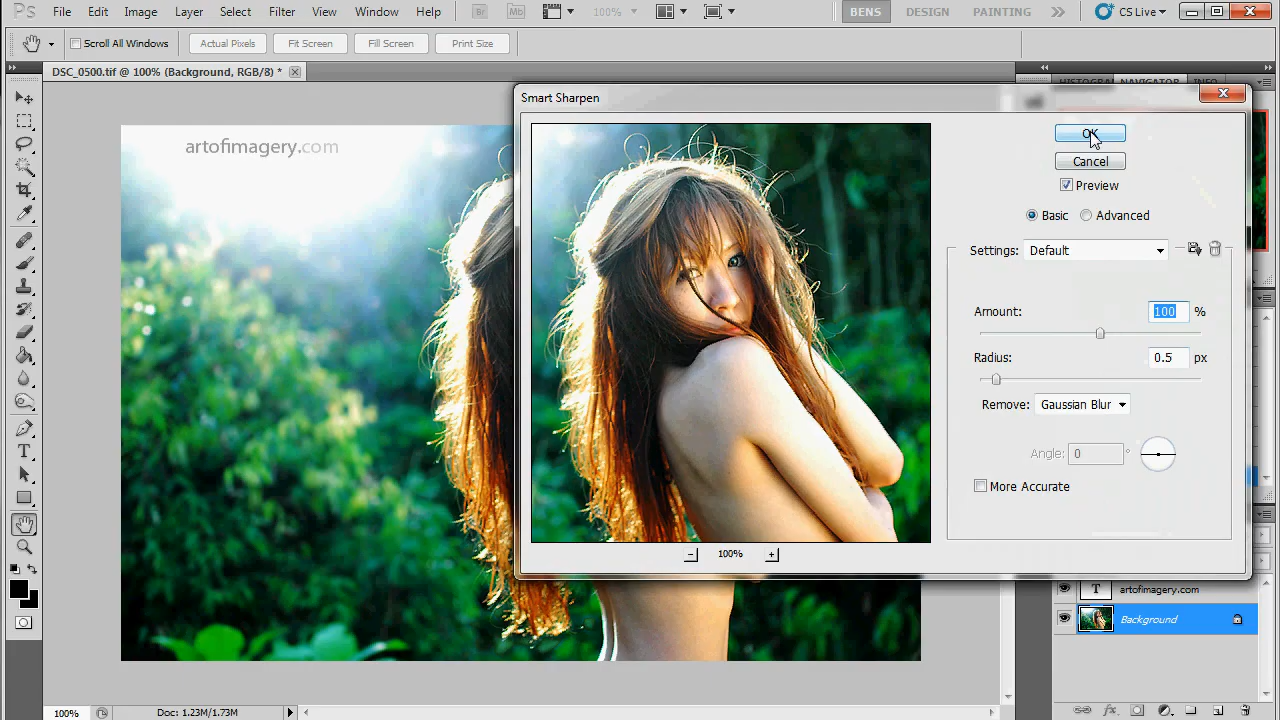 Ps File Edit Image Layer Select Filter View Window Help Br Mb 100% BENS DESIGN PAINTING CS Live
Scroll All Windows Actual Pixels Fit Screen Fill Screen Print Size
DSC_0500.tif @ 100% (Background, RGB/8) *
HISTOGRAM NAVIGATOR INFO
Smart Sharpen
artofimagery.com
OK
Cancel
Preview
Basic Advanced
Settings: Default
Amount: 100 %
Radius: 0.5 px
Remove: Gaussian Blur
Angle: 0 °
More Accurate
100%
T artofimagery.com
Background
100% Doc: 1.23M/1.73M
fx